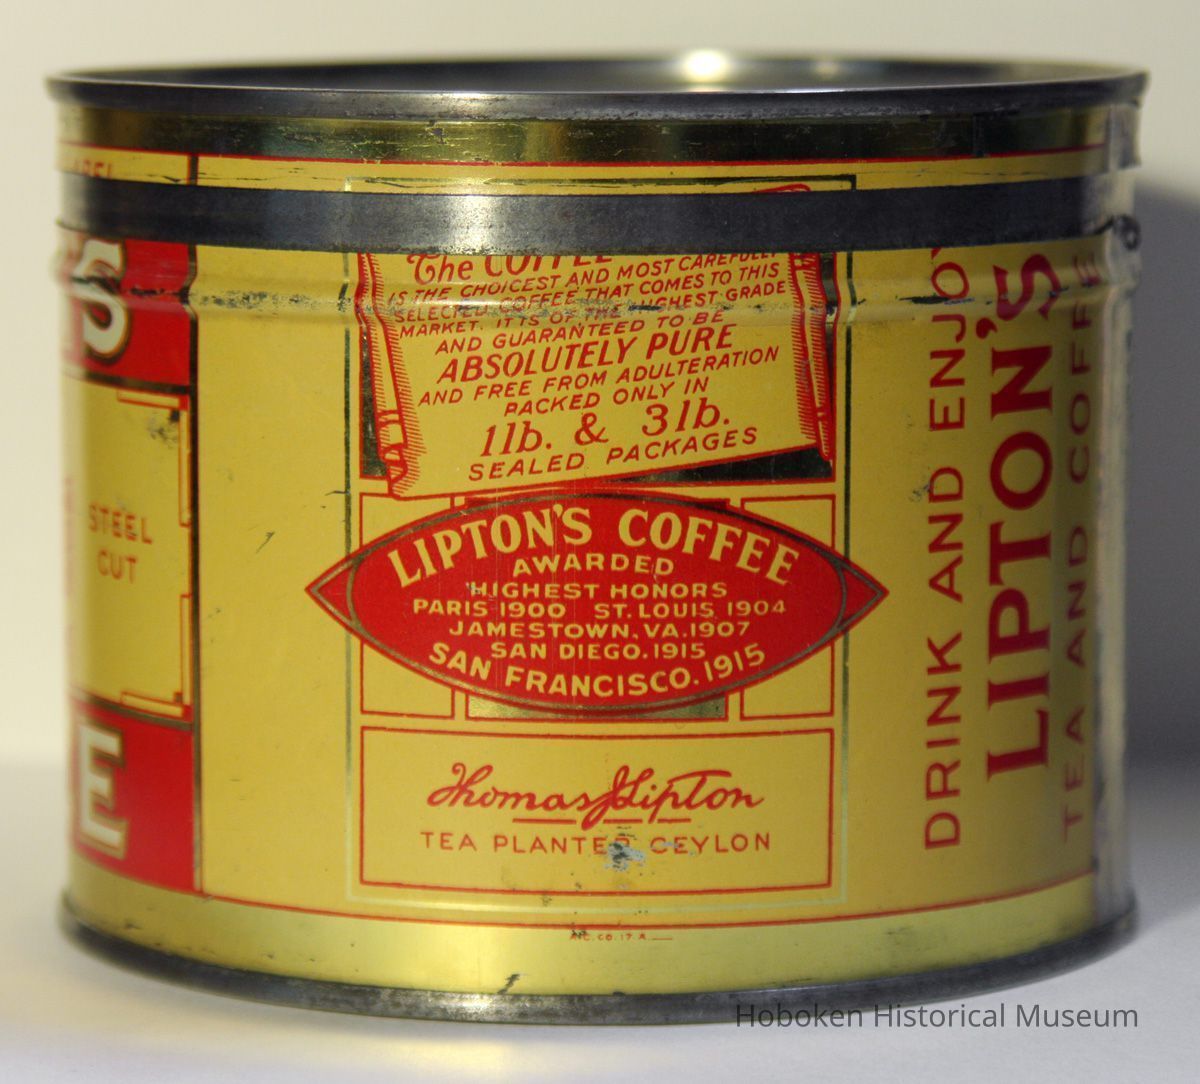 LABEL
'S
STEEL
CUT
E
The COFFEE
IS THE CHOICEST AND MOST CAREFULLY
SELECTED COFFEE THAT COMES TO THIS
MARKET. IT IS OF THE HIGHEST GRADE
AND GUARANTEED TO BE
ABSOLUTELY PURE
AND FREE FROM ADULTERATION
PACKED ONLY IN
1lb. & 3lb.
SEALED PACKAGES
LIPTON'S COFFEE
AWARDED
HIGHEST HONORS
PARIS 1900 ST. LOUIS 1904
JAMESTOWN. VA. 1907
SAN DIEGO. 1915
SAN FRANCISCO. 1915
Thomas J Lipton
TEA PLANTER CEYLON
DRINK AND ENJOY
LIPTON'S
TEA AND COFFEE
Hoboken Historical Museum